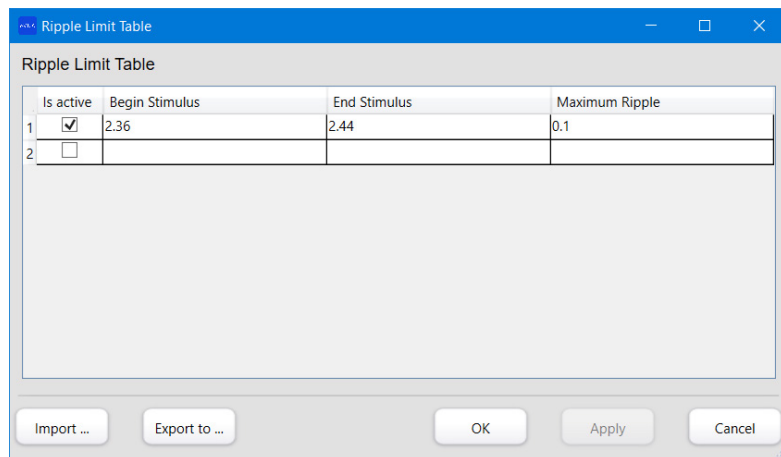 Ripple Limit Table
Ripple Limit Table
Is active Begin Stimulus End Stimulus Maximum Ripple
1 2.36 2.44 0.1
2
Import ... Export to ... OK Apply Cancel